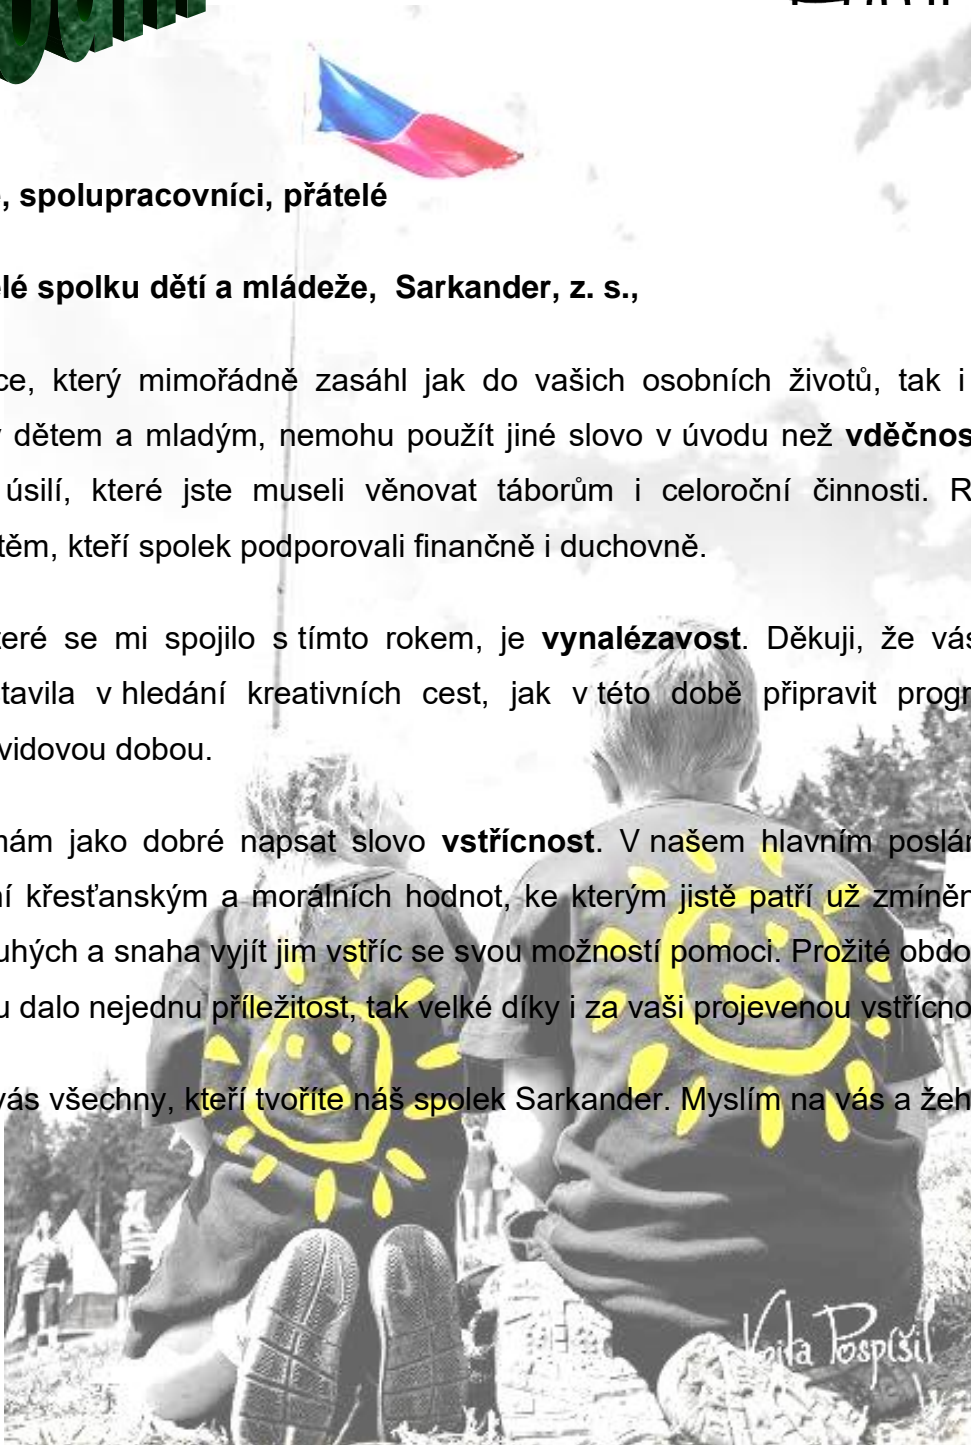 , spolupracovníci, přátelé
spolku dětí a mládeže, Sarkander, z. s.,
který mimořádně zasáhl jak do vašich osobních životů, tak i
dětem a mladým, nemohu použít jiné slovo v úvodu než vděčnos
úsilí, které jste museli věnovat táborům i celoroční činnosti. R
těm, kteří spolek podporovali finančně i duchovně.
teré se mi spojilo s tímto rokem, je vynalézavost. Děkuji, že vás
tavila v hledání kreativních cest, jak v této době připravit progr
vidovou dobou.
mám jako dobré napsat slovo vstřícnost. V našem hlavním poslán
ní křesťanským a morálních hodnot, ke kterým jistě patří už zmíněn
uhých a snaha vyjít jim vstříc se svou možností pomoci. Prožité obdo
u dalo nejednu příležitost, tak velké díky i za vaši projevenou vstřícno
vás všechny, kteří tvoříte náš spolek Sarkander. Myslím na vás a žeh
Vojta Pospíšil